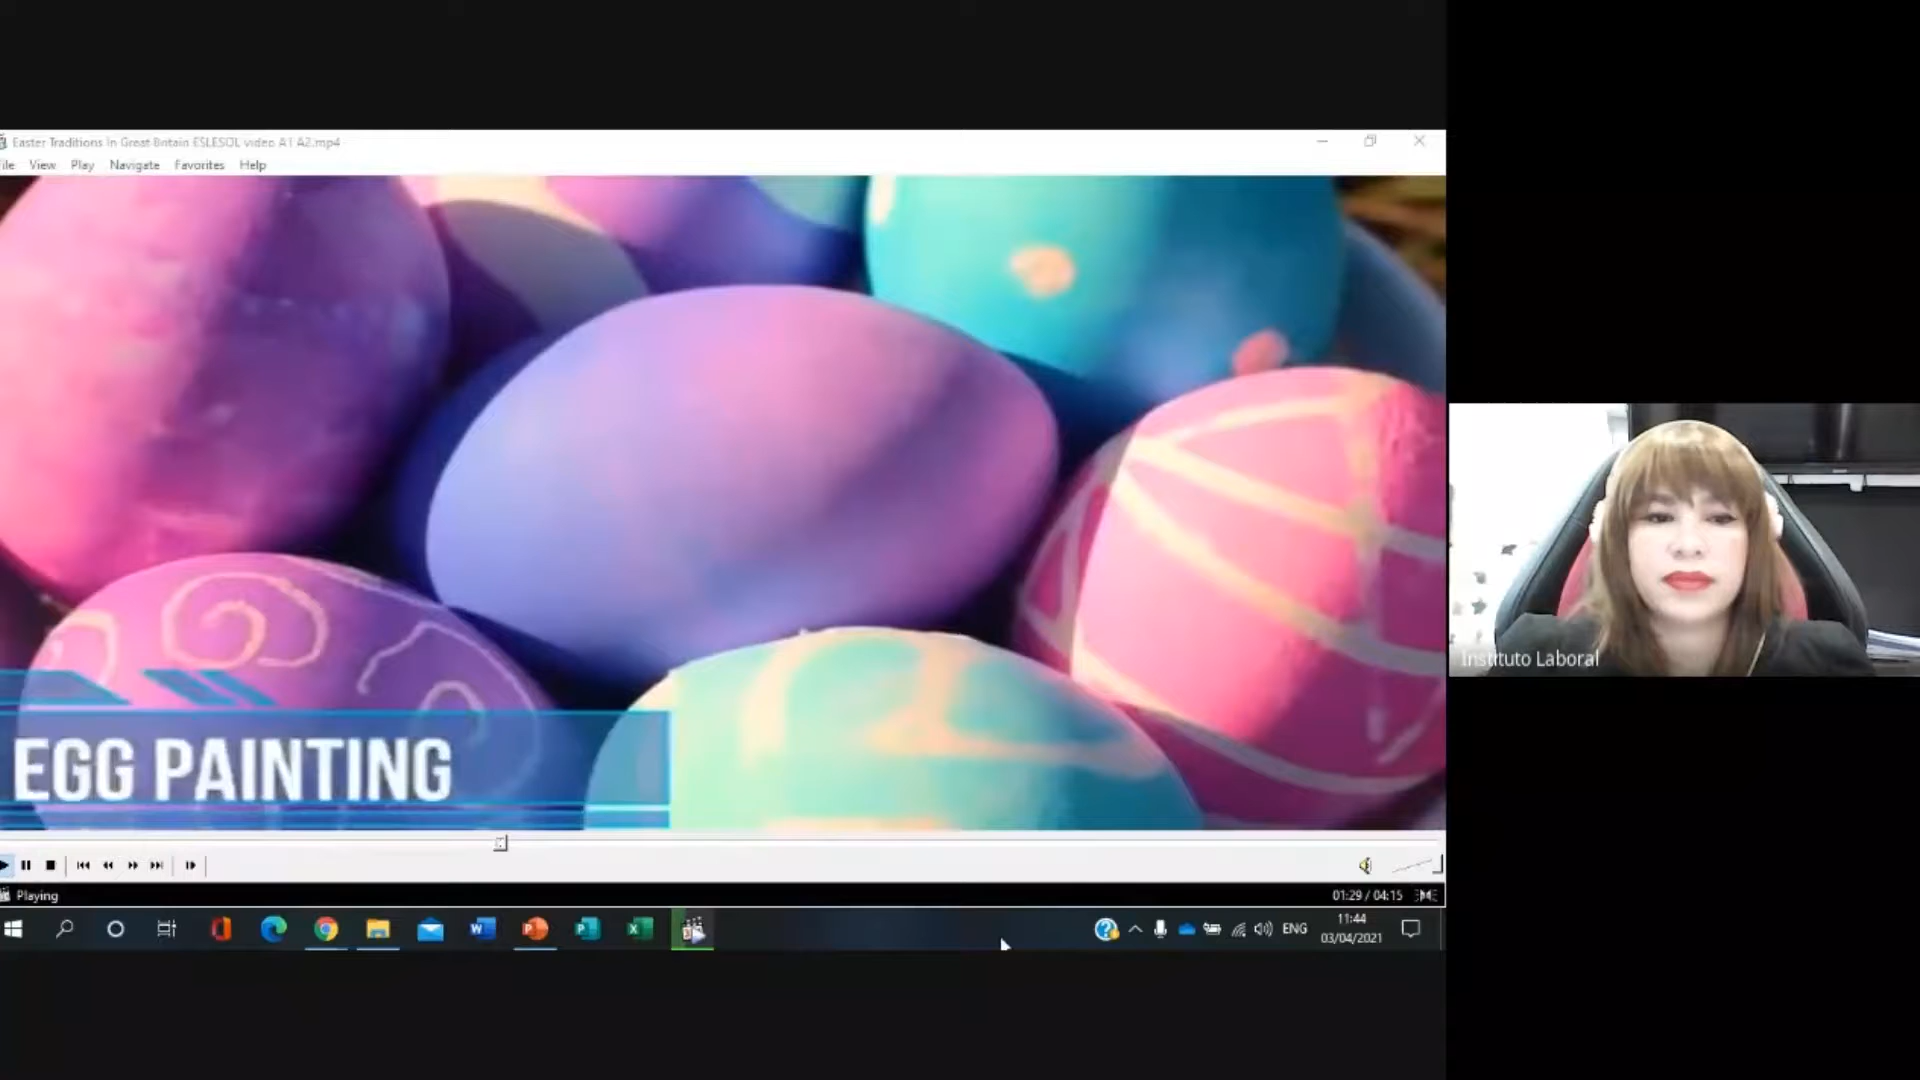 Easter Traditions in Great Britain ESLESOL video A1 A2.mp4
ile View Play Navigate Favorites Help
EGG PAINTING
Instituto Laboral
Playing
01:29 / 04:15
ENG
11:44
03/04/2021